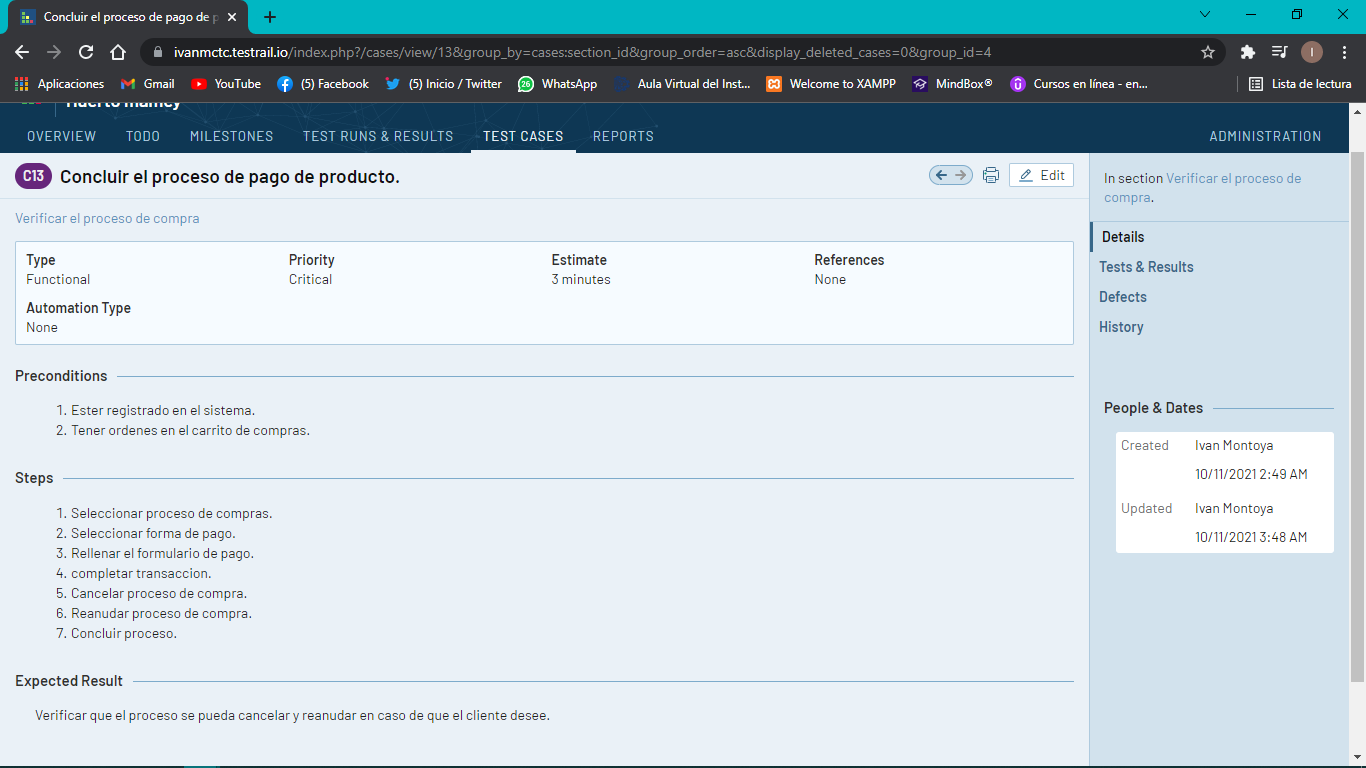 Concluir el proceso de pago de p
ivanmctc.testrail.io/index.php?/cases/view/13&group_by=cases:section_id&group_order=asc&display_deleted_cases=0&group_id=4
I
Aplicaciones Gmail YouTube (5) Facebook (5) Inicio / Twitter 26 WhatsApp Aula Virtual del Inst... Welcome to XAMPP MindBox® Cursos en línea - en... Lista de lectura
Huerto mamey
OVERVIEW TODO MILESTONES TEST RUNS & RESULTS TEST CASES REPORTS ADMINISTRATION
C13 Concluir el proceso de pago de producto.
Edit
Verificar el proceso de compra
Type Priority Estimate References
Functional Critical 3 minutes None
Automation Type
None
Preconditions
1. Ester registrado en el sistema.
2. Tener ordenes en el carrito de compras.
Steps
1. Seleccionar proceso de compras.
2. Seleccionar forma de pago.
3. Rellenar el formulario de pago.
4. completar transaccion.
5. Cancelar proceso de compra.
6. Reanudar proceso de compra.
7. Concluir proceso.
Expected Result
Verificar que el proceso se pueda cancelar y reanudar en caso de que el cliente desee.
In section Verificar el proceso de
compra.
Details
Tests & Results
Defects
History
People & Dates
Created Ivan Montoya
10/11/2021 2:49 AM
Updated Ivan Montoya
10/11/2021 3:48 AM